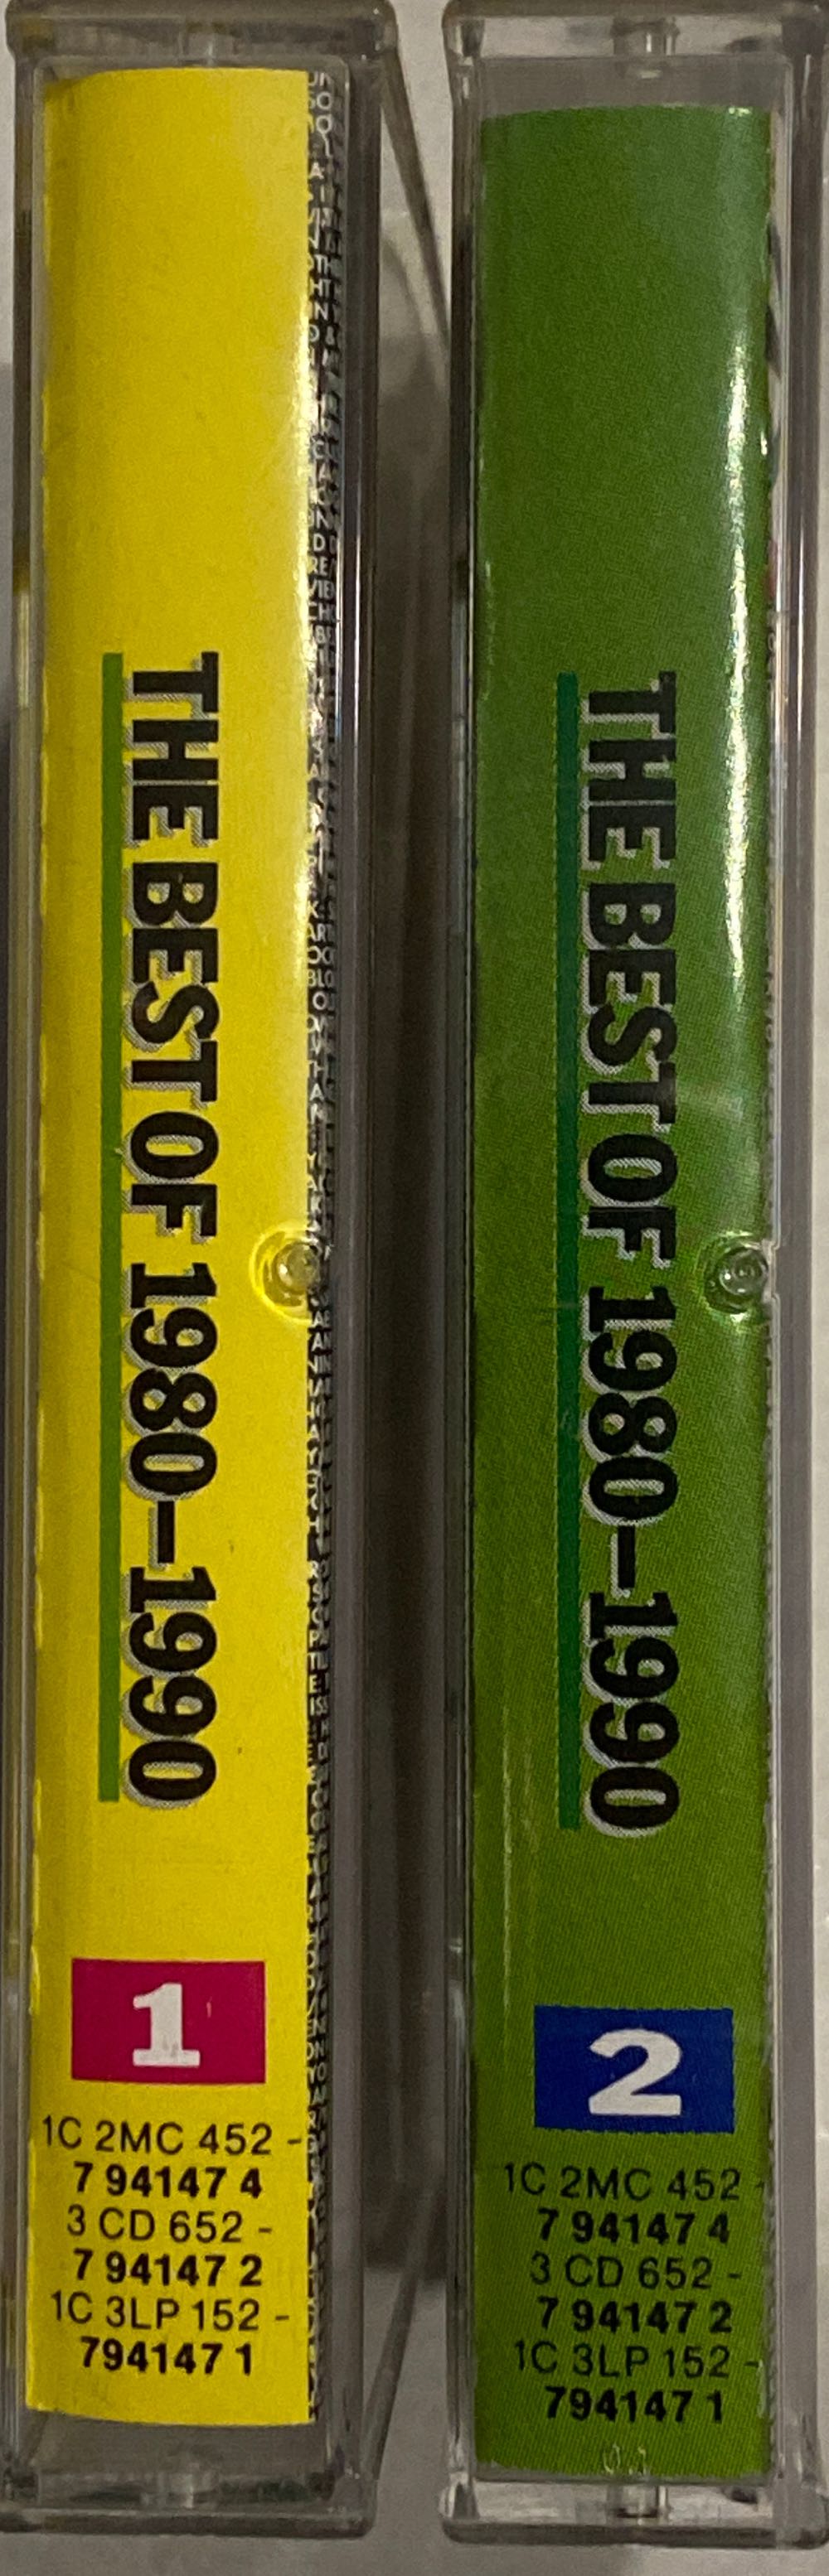 THE BEST OF 1980-1990
1
1C 2MC 452 -
7 94147 4
3 CD 652 -
7 94147 2
1C 3LP 152 -
794147 1
THE BEST OF 1980-1990
2
1C 2MC 452 -
7 94147 4
3 CD 652 -
7 94147 2
1C 3LP 152 -
794147 1